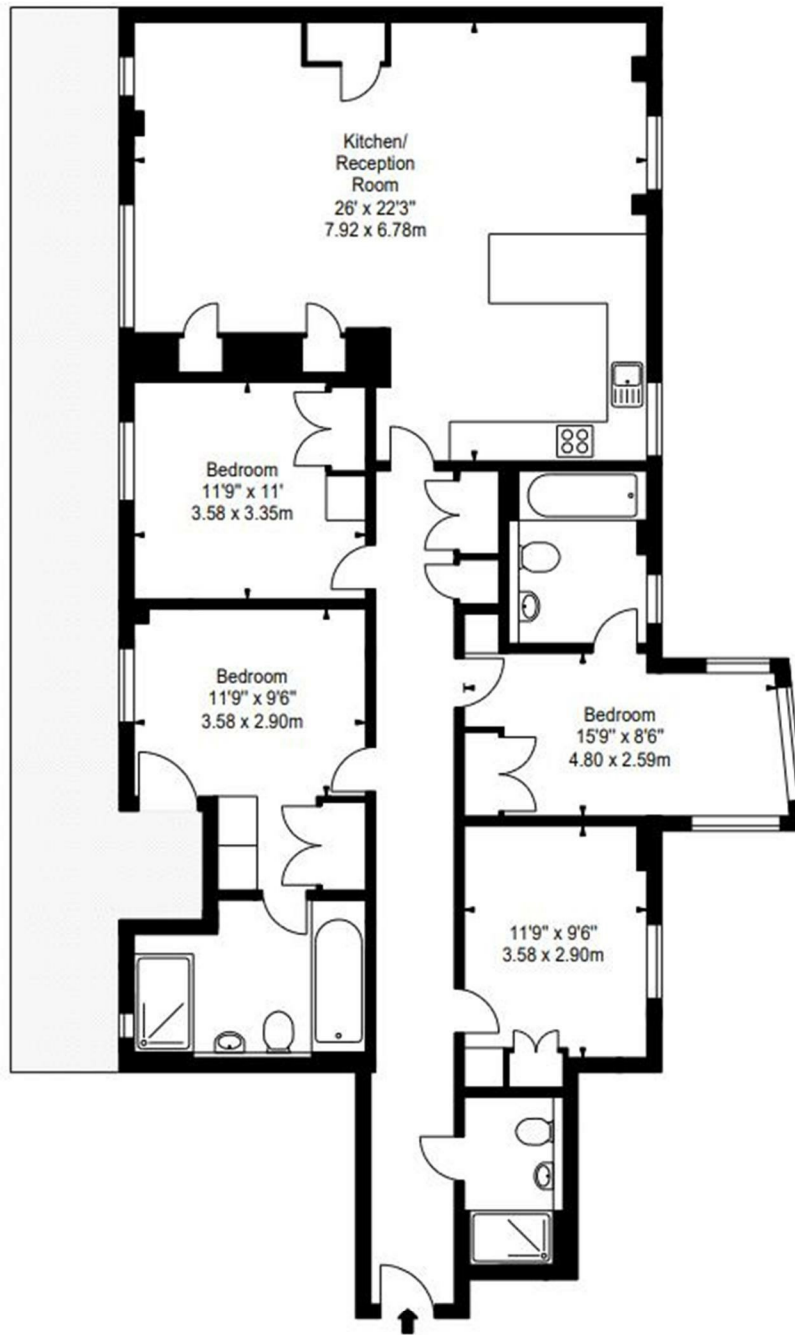 Kitchen/
Reception
Room
26' x 22'3"
7.92 x 6.78m
Bedroom
11'9" x 11'
3.58 x 3.35m
Bedroom
11'9" x 9'6"
3.58 x 2.90m
Bedroom
15'9" x 8'6"
4.80 x 2.59m
11'9" x 9'6"
3.58 x 2.90m